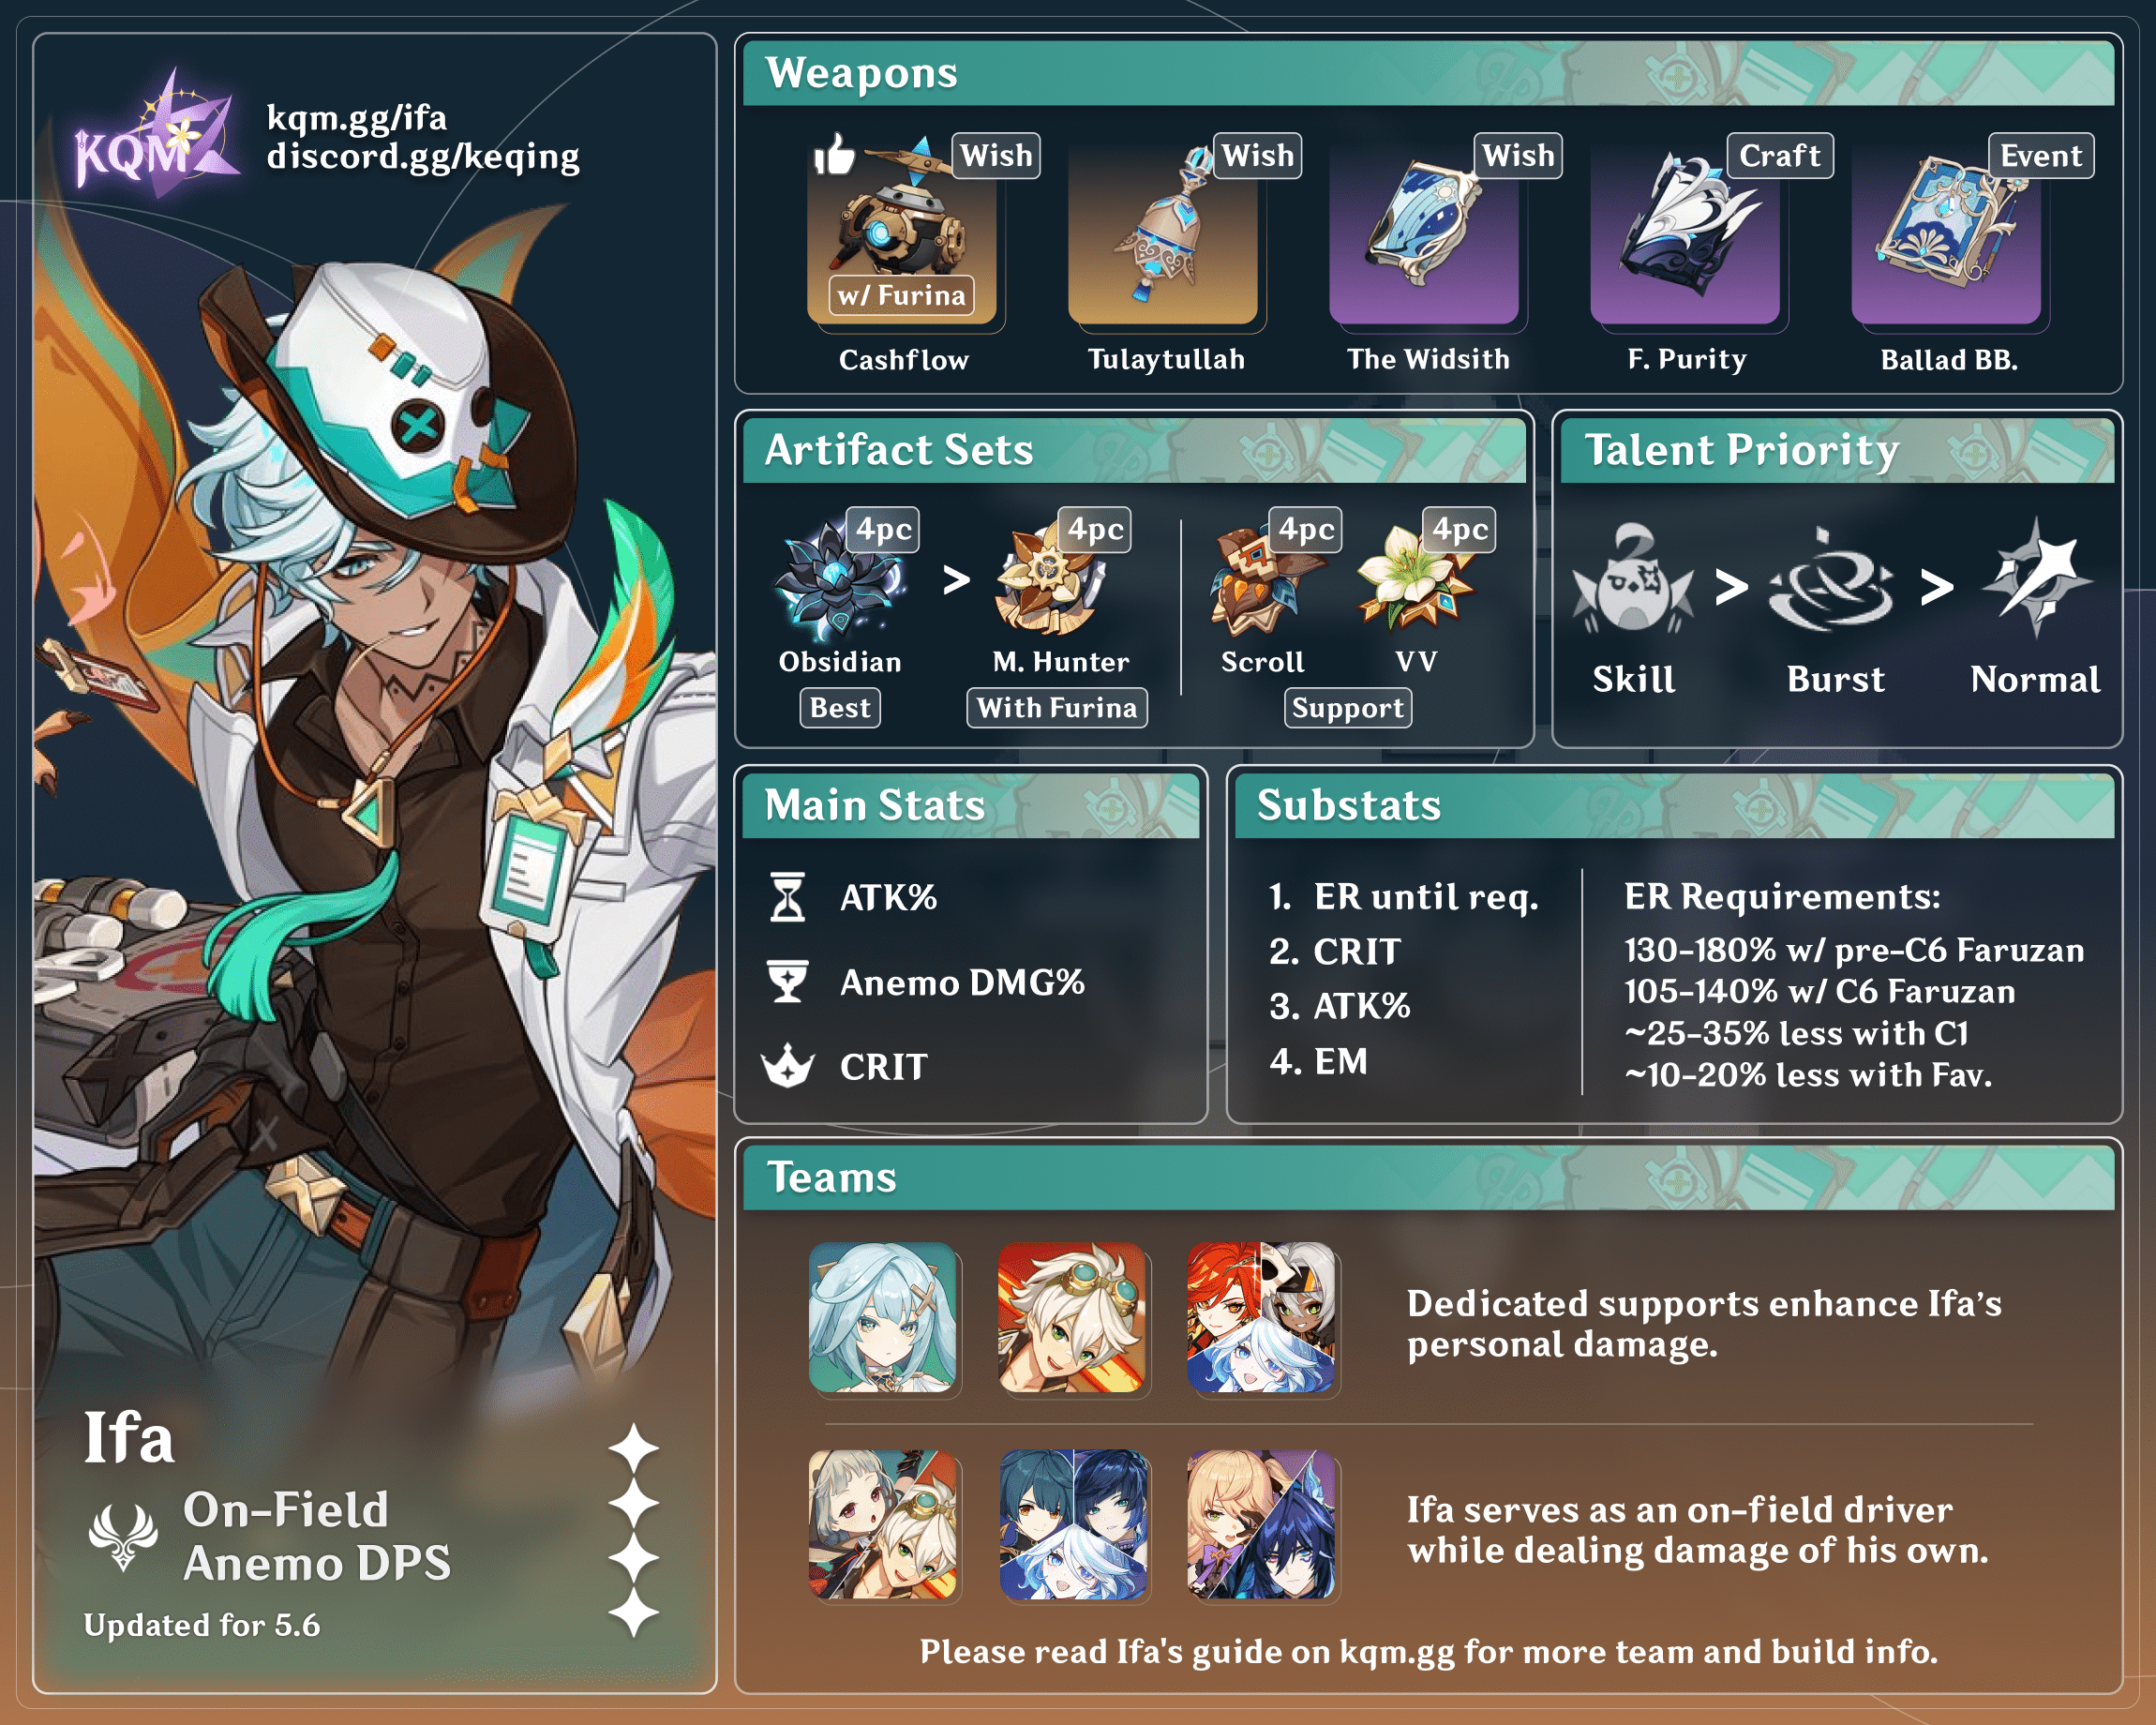 KQM
kqm.gg/ifa
discord.gg/keqing
Ifa
On-Field
Anemo DPS
Updated for 5.6
Weapons
Wish
w/ Furina
Cashflow
Wish
Tulaytullah
Wish
The Widsith
Craft
F. Purity
Event
Ballad BB.
Artifact Sets
4pc
Obsidian
Best
>
4pc
M. Hunter
With Furina
4pc
Scroll
4pc
VV
Support
Talent Priority
Skill
>
Burst
>
Normal
Main Stats
ATK%
Anemo DMG%
CRIT
Substats
1. ER until req.
2. CRIT
3. ATK%
4. EM
ER Requirements:
130-180% w/ pre-C6 Faruzan
105-140% w/ C6 Faruzan
~25-35% less with C1
~10-20% less with Fav.
Teams
Dedicated supports enhance Ifa’s
personal damage.
Ifa serves as an on-field driver
while dealing damage of his own.
Please read Ifa's guide on kqm.gg for more team and build info.